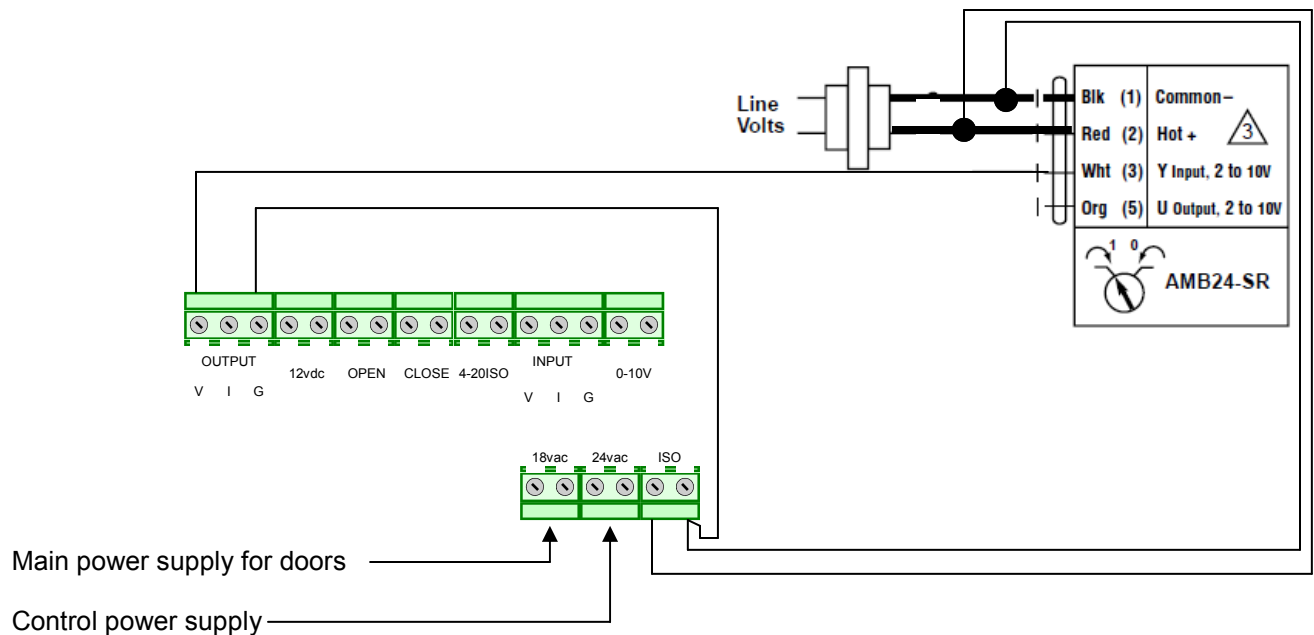 Line
Volts
Blk (1) Common–
Red (2) Hot + 3
Wht (3) Y Input, 2 to 10V
Org (5) U Output, 2 to 10V
1 0
AMB24-SR
OUTPUT 12vdc OPEN CLOSE 4-20ISO INPUT 0-10V
V I G V I G
18vac 24vac ISO
Main power supply for doors
Control power supply